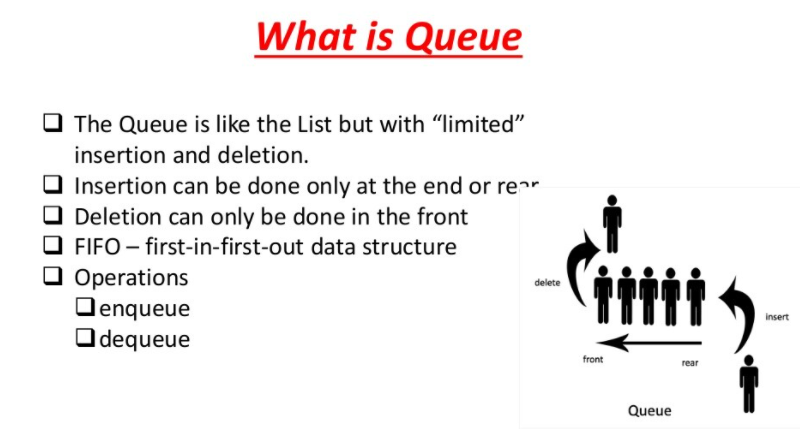 What is Queue
❑ The Queue is like the List but with “limited”
insertion and deletion.
❑ Insertion can be done only at the end or rear
❑ Deletion can only be done in the front
❑ FIFO – first-in-first-out data structure
❑ Operations
❑enqueue
❑dequeue
delete
insert
front
rear
Queue